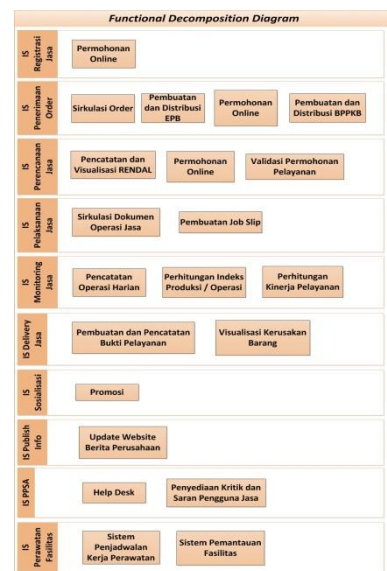 Functional Decomposition Diagram
IS
Registrasi
Jasa
Permohonan
Online
IS
Penerimaan
Order
Sirkulasi Order
Pembuatan
dan Distribusi
EPB
Permohonan
Online
Pembuatan dan
Distribusi BPPKB
IS
Perencanaan
Jasa
Pencatatan dan
Visualisasi RENDAL
Permohonan
Online
Validasi Permohonan
Pelayanan
IS
Pelaksanaan
Jasa
Sirkulasi Dokumen
Operasi Jasa
Pembuatan Job Slip
IS
Monitoring
Jasa
Pencatatan
Operasi Harian
Perhitungan Indeks
Produksi / Operasi
Perhitungan
Kinerja Pelayanan
IS Delivery
Jasa
Pembuatan dan Pencatatan
Bukti Pelayanan
Visualisasi Kerusakan
Barang
IS
Sosialisasi
Promosi
IS Publish
Info
Update Website
Berita Perusahaan
IS PPSA
Help Desk
Penyediaan Kritik dan
Saran Pengguna Jasa
IS
Perawatan
Fasilitas
Sistem
Penjadwalan
Kerja Perawatan
Sistem Pemantauan
Fasilitas